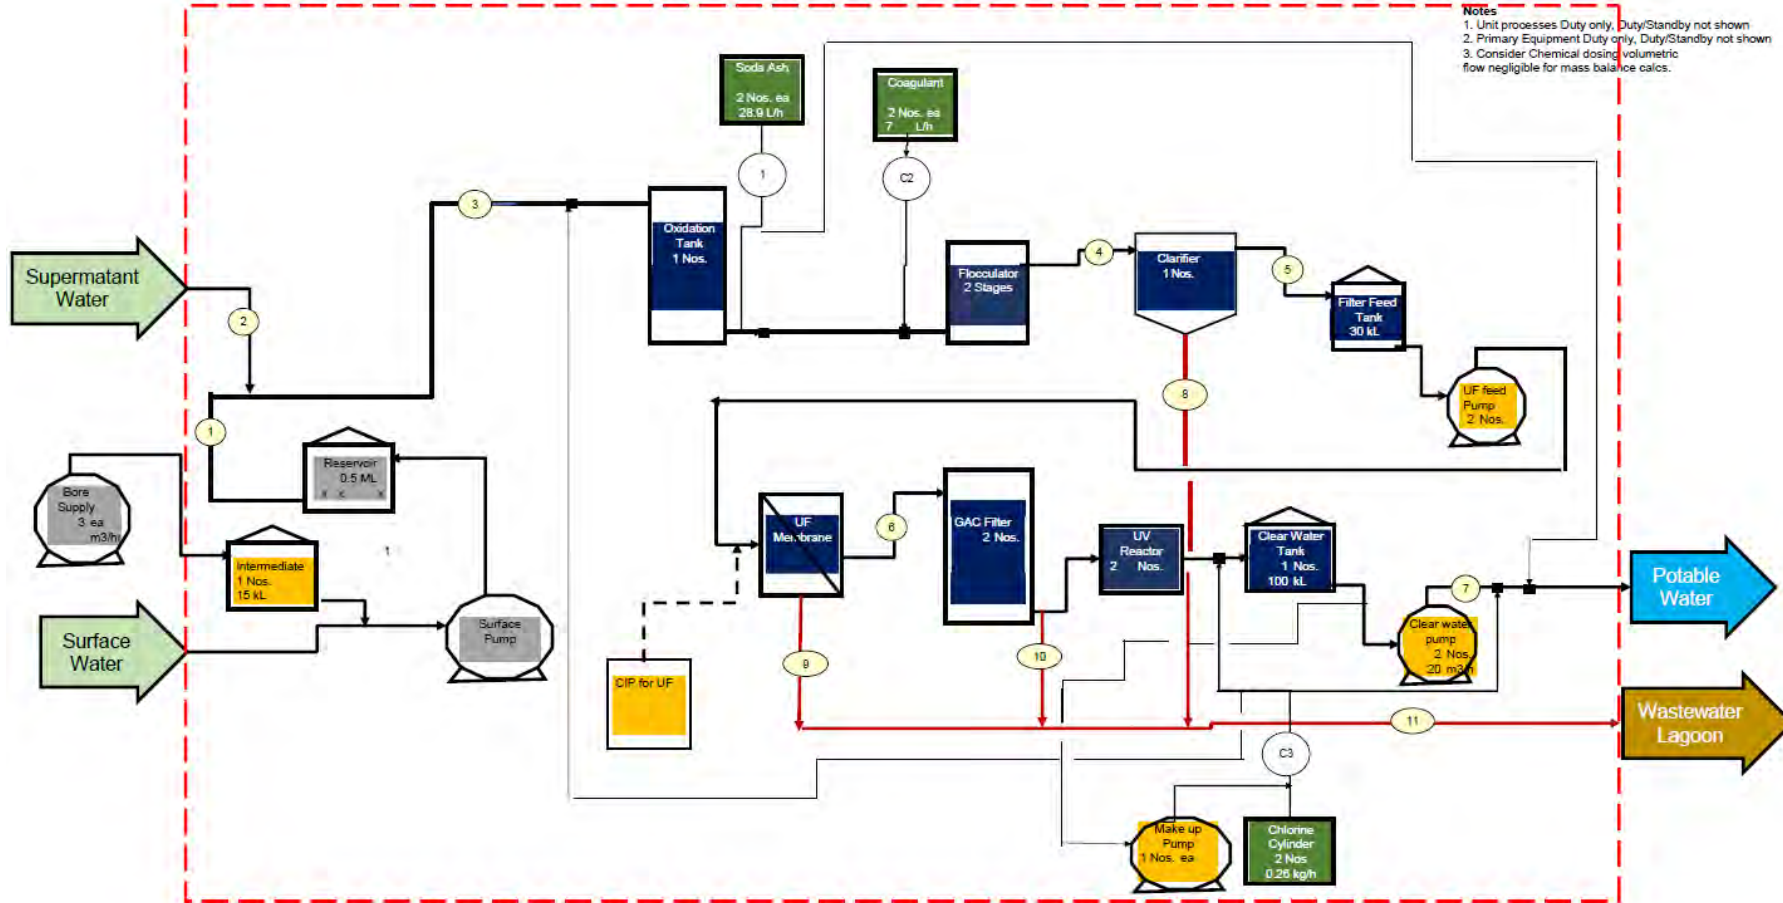 Notes
1. Unit processes Duty only, Duty/Standby not shown
2. Primary Equipment Duty only, Duty/Standby not shown
3. Consider Chemical dosing volumetric
flow negligible for mass balance calcs.
Soda Ash
2 Nos. ea
28.9 L/h
Coagulant
2 Nos. ea
7 L/h
1
C2
3
Oxidation
Tank
1 Nos.
Supermatant
Water
2
Flocculator
2 Stages
4
Clarifier
1 Nos.
5
Filter Feed
Tank
30 kL
UF feed
Pump
2 Nos.
8
1
Reservoir
0.5 ML
x x x
Bore
Supply
3 ea
m3/hr
Intermediate
1 Nos.
15 kL
1
Surface
Water
Surface
Pump
UF
Membrane
6
GAC Filter
2 Nos.
UV
Reactor
2 Nos.
Clear Water
Tank
1 Nos.
100 kL
7
Clear water
pump
2 Nos.
20 m3/h
Potable
Water
CIP for UF
9
10
11
Wastewater
Lagoon
C3
Make up
Pump
1 Nos. ea
Chlorine
Cylinder
2 Nos
0.26 kg/h